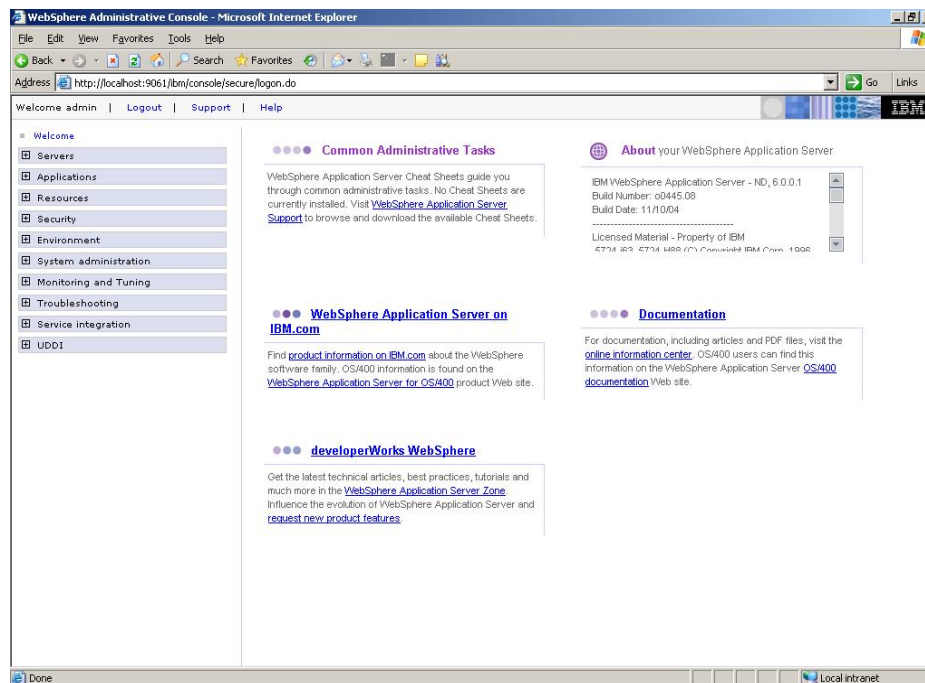 WebSphere Administrative Console - Microsoft Internet Explorer
File Edit View Favorites Tools Help
Back Search Favorites
Address http://localhost:9061/ibm/console/secure/logon.do Go Links
Welcome admin | Logout | Support | Help
IBM
Welcome
Servers
Applications
Resources
Security
Environment
System administration
Monitoring and Tuning
Troubleshooting
Service integration
UDDI
Common Administrative Tasks
WebSphere Application Server Cheat Sheets guide you
through common administrative tasks. No Cheat Sheets are
currently installed. Visit WebSphere Application Server
Support to browse and download the available Cheat Sheets.
About your WebSphere Application Server
IBM WebSphere Application Server - ND, 6.0.0.1
Build Number: o0445.08
Build Date: 11/10/04
----------------------------------------
Licensed Material - Property of IBM
5724-i63, 5724-H88 (C) Copyright IBM Corp. 1996
WebSphere Application Server on
IBM.com
Find product information on IBM.com about the WebSphere
software family. OS/400 information is found on the
WebSphere Application Server for OS/400 product Web site.
Documentation
For documentation, including articles and PDF files, visit the
online information center. OS/400 users can find this
information on the WebSphere Application Server OS/400
documentation Web site.
developerWorks WebSphere
Get the latest technical articles, best practices, tutorials and
much more in the WebSphere Application Server Zone.
Influence the evolution of WebSphere Application Server and
request new product features.
Done
Local intranet